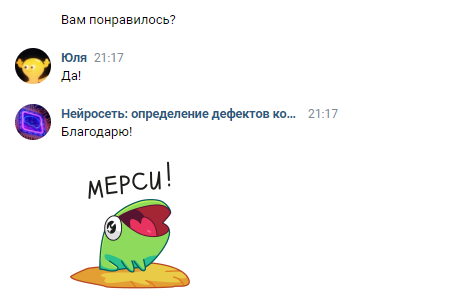 Вам понравилось?
Юля 21:17
Да!
Нейросеть: определение дефектов ко... 21:17
Благодарю!
МЕРСИ!